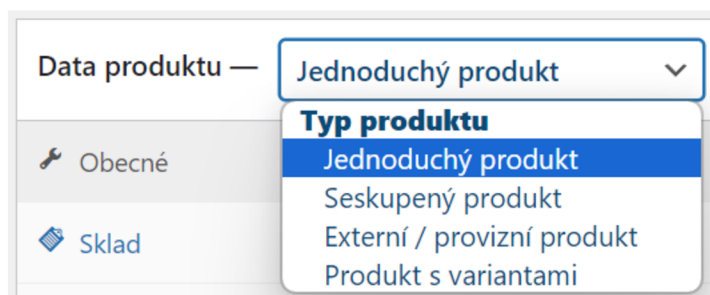 Data produktu — Jednoduchý produkt
Typ produktu
Jednoduchý produkt
Seskupený produkt
Externí / provizní produkt
Produkt s variantami
Obecné
Sklad